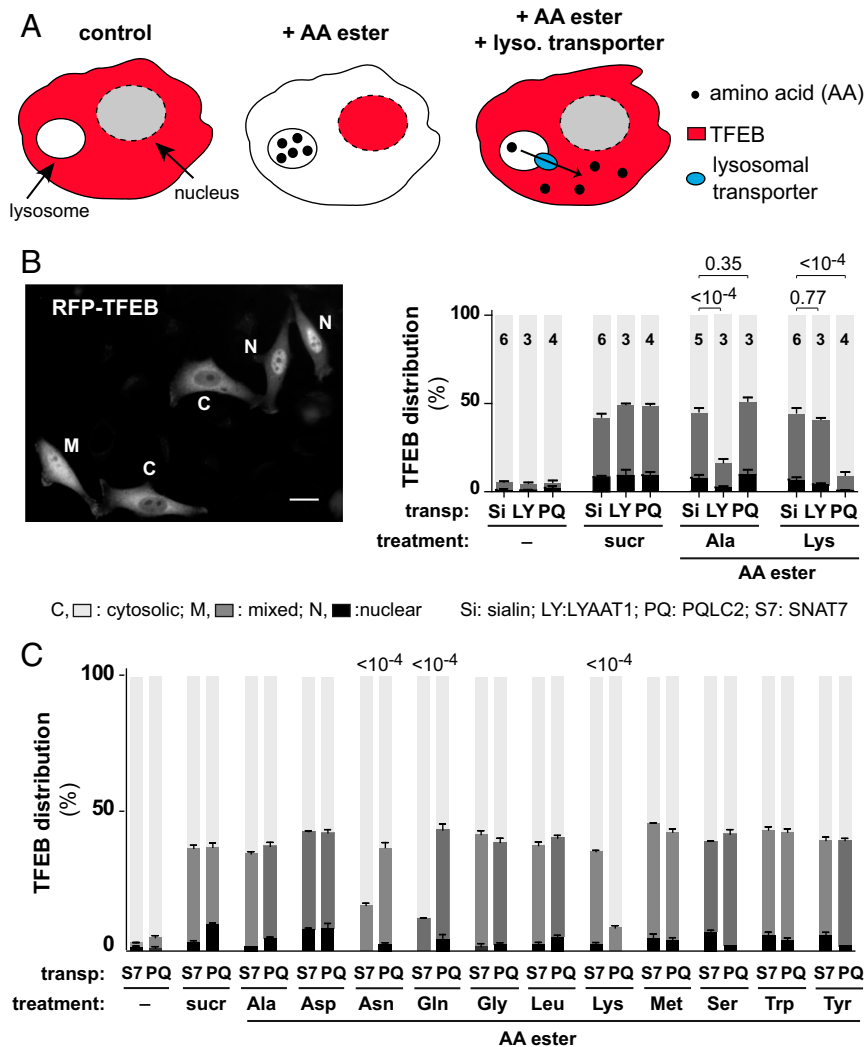 A
control
+ AA ester
+ AA ester
+ lyso. transporter
lysosome
nucleus
amino acid (AA)
TFEB
lysosomal
transporter
B
RFP-TFEB
N
N
C
M
C
TFEB distribution
(%)
100
50
0
0.35
<10-4
<10-4
0.77
6 3 4 6 3 4 5 3 3 6 3 4
transp: Si LY PQ Si LY PQ Si LY PQ Si LY PQ
treatment: – sucr Ala Lys
AA ester
C, : cytosolic; M, : mixed; N, :nuclear Si: sialin; LY:LYAAT1; PQ: PQLC2; S7: SNAT7
C
TFEB distribution
(%)
100
50
0
<10-4 <10-4 <10-4
transp: S7 PQ S7 PQ S7 PQ S7 PQ S7 PQ S7 PQ S7 PQ S7 PQ S7 PQ S7 PQ S7 PQ S7 PQ S7 PQ
treatment: – sucr Ala Asp Asn Gln Gly Leu Lys Met Ser Trp Tyr
AA ester